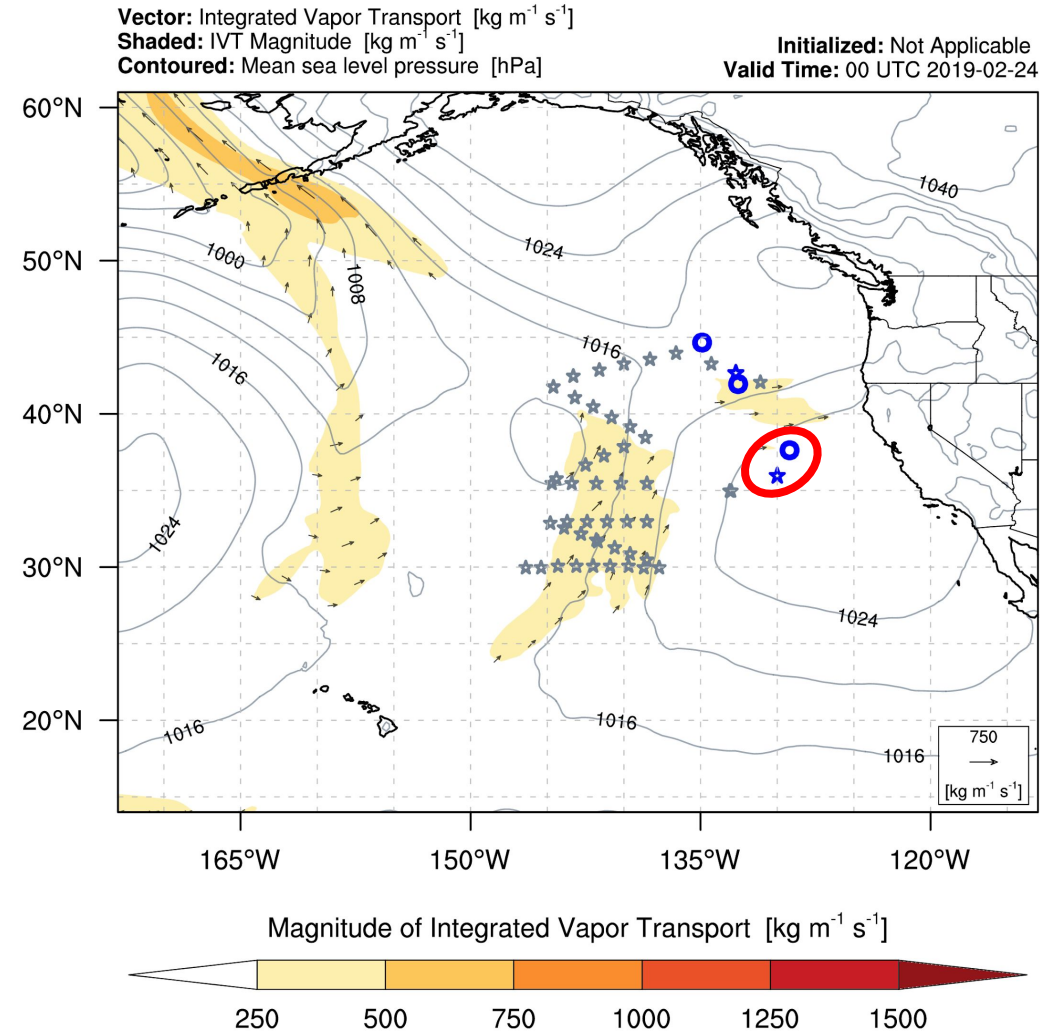 Vector: Integrated Vapor Transport [kg m⁻¹ s⁻¹]
Shaded: IVT Magnitude [kg m⁻¹ s⁻¹]
Contoured: Mean sea level pressure [hPa]
Initialized: Not Applicable
Valid Time: 00 UTC 2019-02-24
60°N
1040
1024
50°N
1000
1008
1016
1016
40°N
1024
30°N
1024
20°N
1016
1016
1016
750
[kg m⁻¹ s⁻¹]
165°W 150°W 135°W 120°W
Magnitude of Integrated Vapor Transport [kg m⁻¹ s⁻¹]
250 500 750 1000 1250 1500